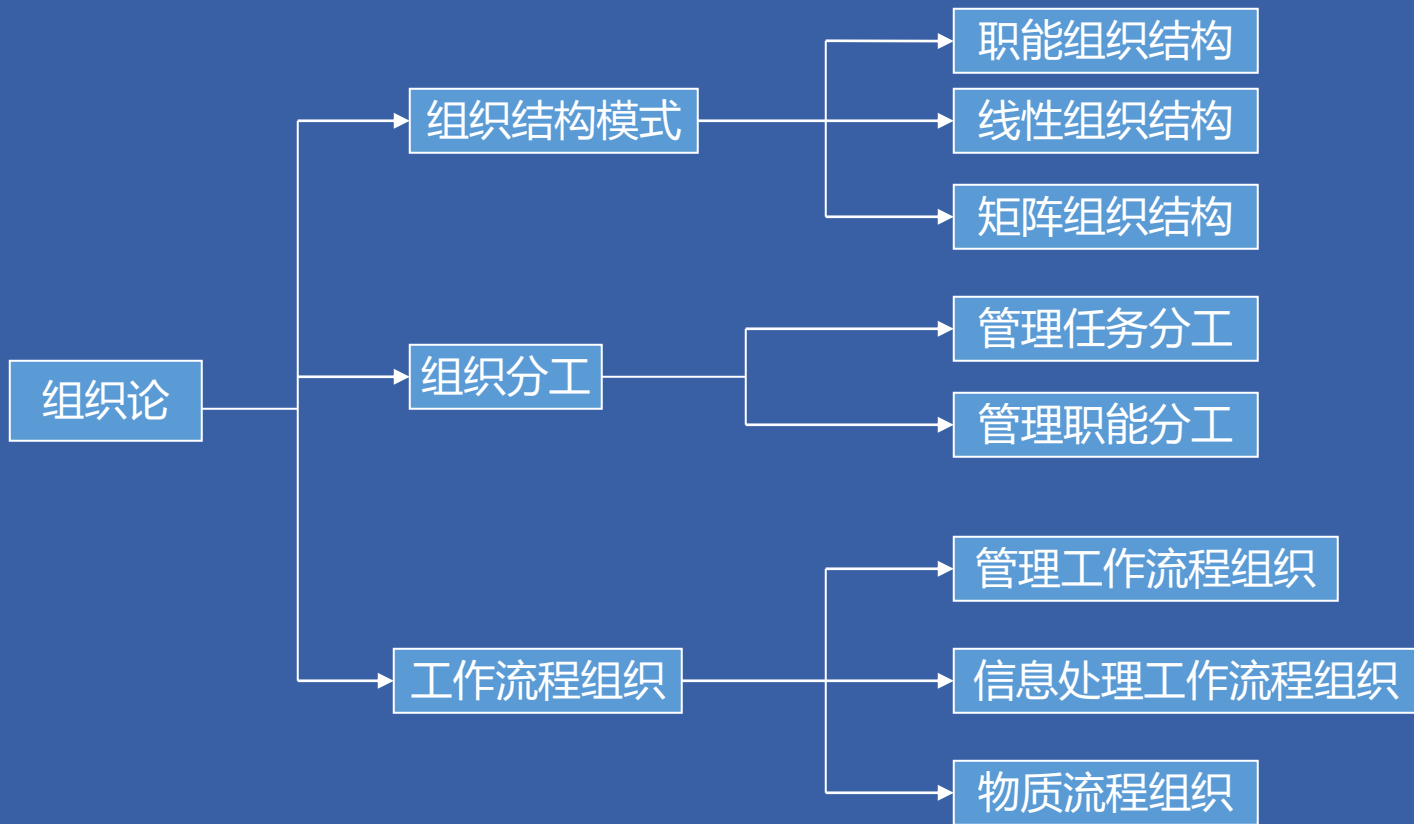 组织论
组织结构模式
职能组织结构
线性组织结构
矩阵组织结构
组织分工
管理任务分工
管理职能分工
工作流程组织
管理工作流程组织
信息处理工作流程组织
物质流程组织